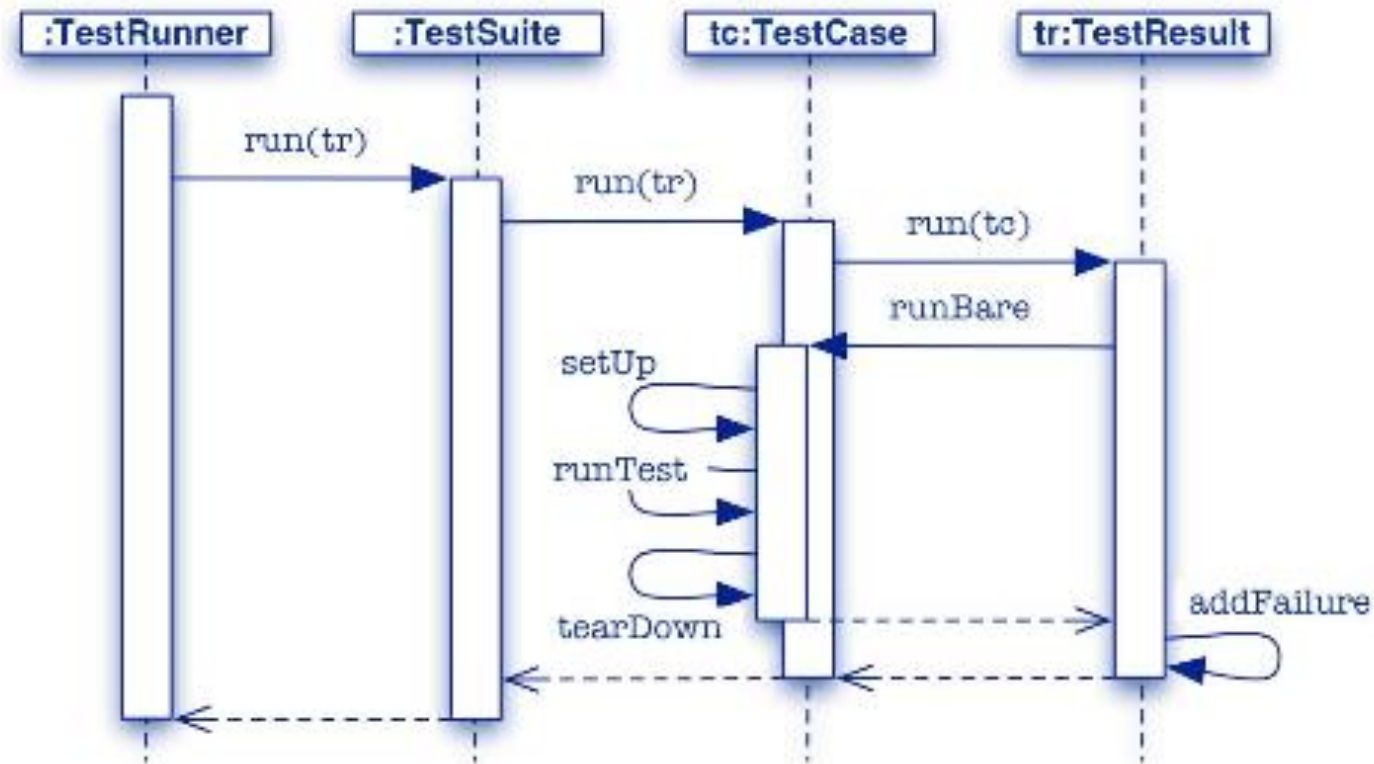 :TestRunner
:TestSuite
tc:TestCase
tr:TestResult
run(tr)
run(tr)
run(tc)
runBare
setUp
runTest
tearDown
addFailure